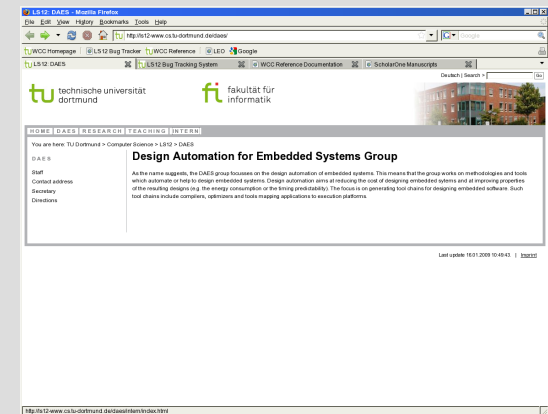 LS12: DAES - Mozilla Firefox
File Edit View History Bookmarks Tools Help
http://ls12-www.cs.tu-dortmund.de/daes/
Google
WCC Homepage LS12 Bug Tracker WCC Reference LEO Google
LS12: DAES LS12 Bug Tracking System WCC Reference Documentation ScholarOne Manuscripts
Deutsch | Search > Go
technische universität
dortmund
fakultät für
informatik
HOME DAES RESEARCH TEACHING INTERN
You are here: TU Dortmund > Computer Science > LS12 > DAES
DAES
Staff
Contact address
Secretary
Directions
Design Automation for Embedded Systems Group
As the name suggests, the DAES group focusses on the design automation of embedded systems. This means that the group works on methodologies and tools
which automate or help to design embedded systems. Design automation aims at reducing the cost of designing embedded sytems and at improving properties
of the resulting designs (e.g. the energy consumption or the timing predictability). The focus is on generating tool chains for designing embedded software. Such
tool chains include compilers, optimizers and tools mapping applications to execution platforms.
Last update 16.01.2009 10:49:43. | Imprint
http://ls12-www.cs.tu-dortmund.de/daes/intern/index.html